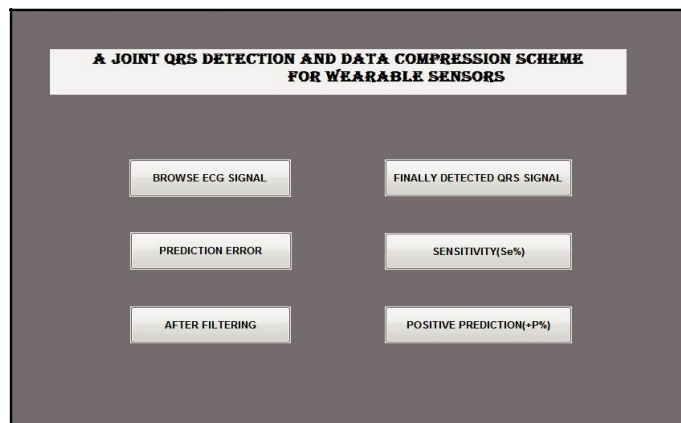 A JOINT QRS DETECTION AND DATA COMPRESSION SCHEME
FOR WEARABLE SENSORS
BROWSE ECG SIGNAL
FINALLY DETECTED QRS SIGNAL
PREDICTION ERROR
SENSITIVITY(Se%)
AFTER FILTERING
POSITIVE PREDICTION(+P%)